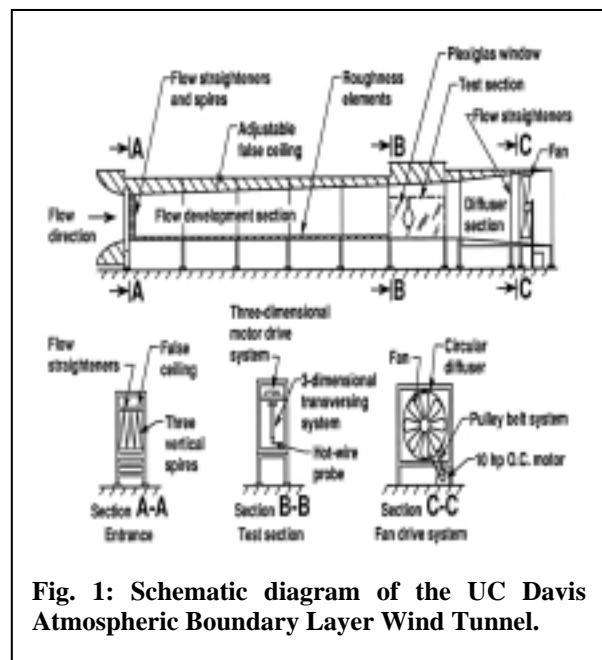 Plexiglas window
Flow straighteners
and spires
Roughness
elements
Test section
Flow straighteners
Adjustable
false ceiling
A
B
C
Fan
Flow
direction
Flow development section
Diffuser
section
A
B
C
Three-dimensional
motor drive
system
Flow
straighteners
False
ceiling
Three
vertical
spires
Section A-A
Entrance
3-dimensional
transversing
system
Hot-wire
probe
Section B-B
Test section
Fan
Circular
diffuser
Pulley belt system
10 hp O.C. motor
Section C-C
Fan drive system
Fig. 1: Schematic diagram of the UC Davis
Atmospheric Boundary Layer Wind Tunnel.